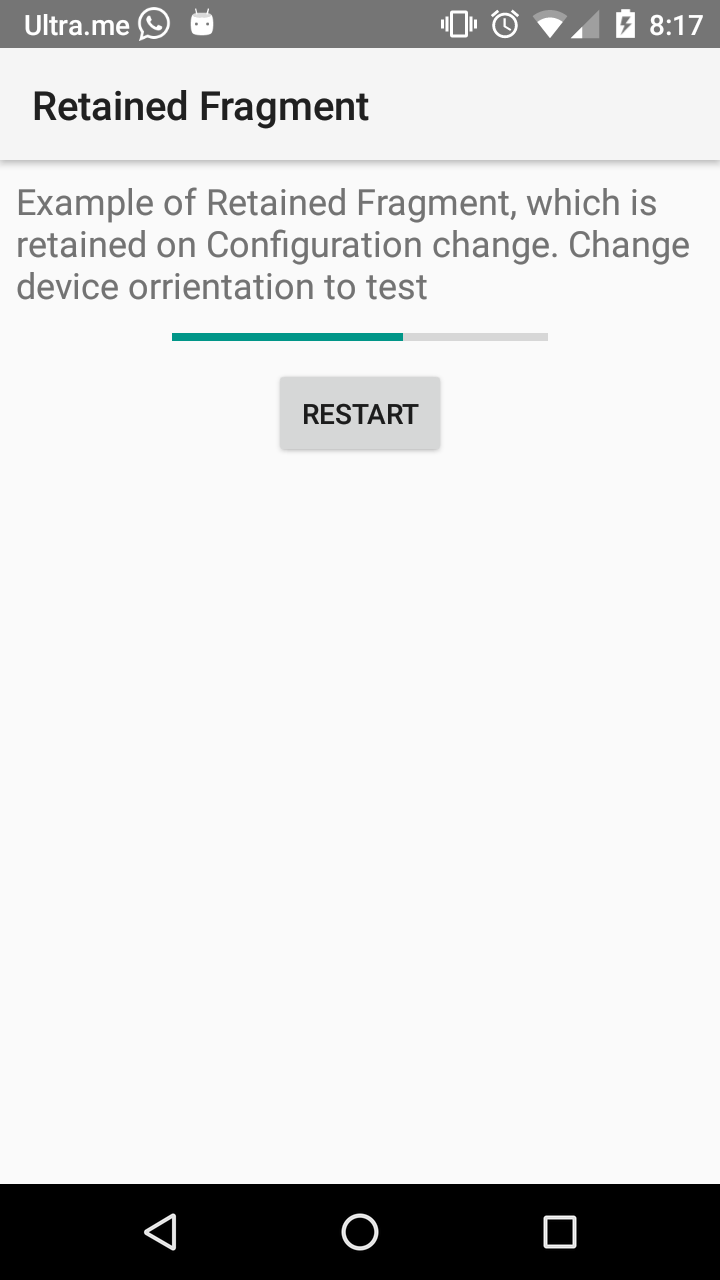 Ultra.me 8:17
Retained Fragment
Example of Retained Fragment, which is
retained on Configuration change. Change
device orrientation to test
RESTART